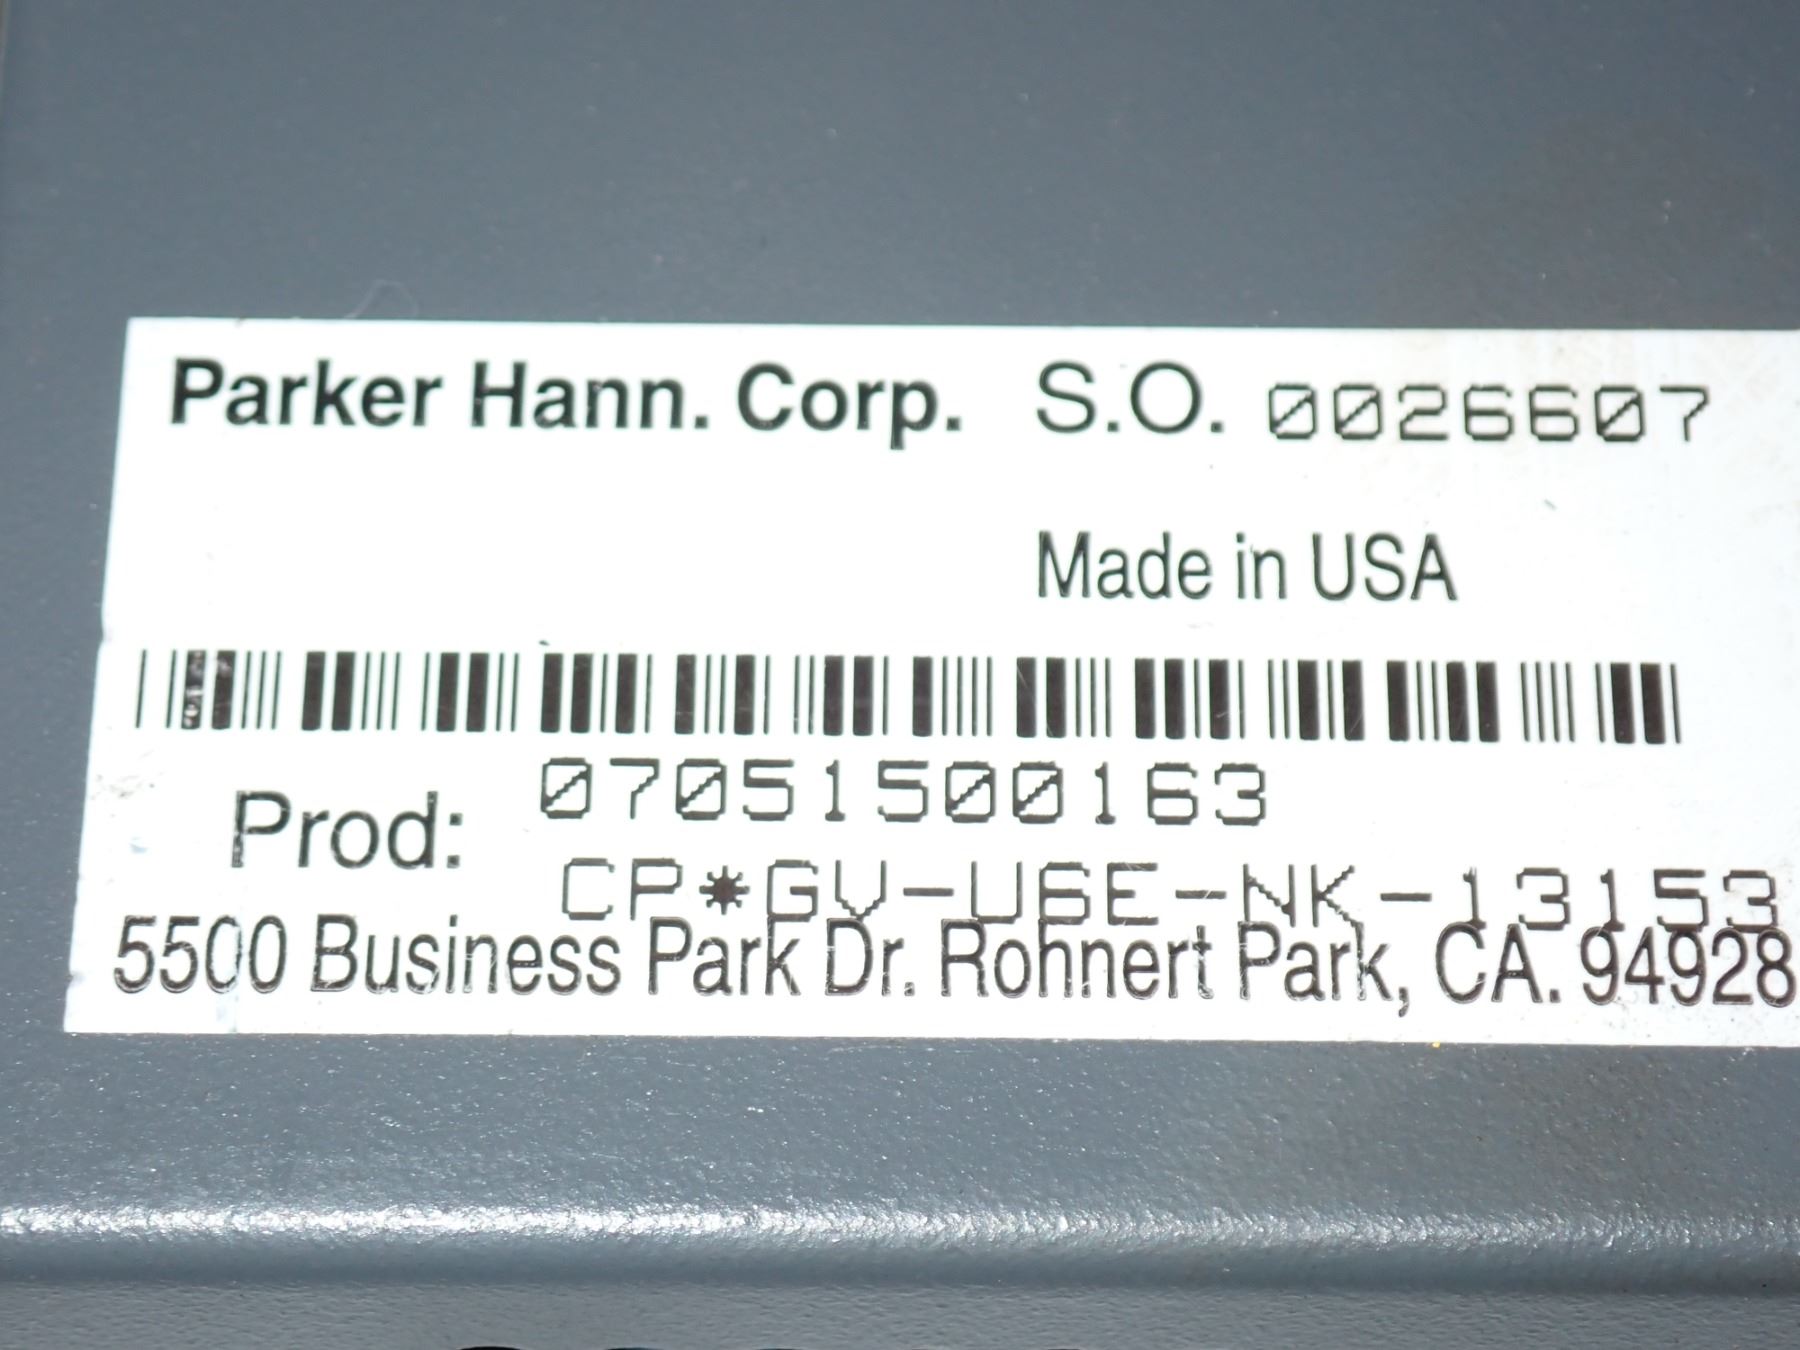 Parker Hann. Corp. S.O. 0026607
Made in USA
07051500163
Prod:
CP*GV-U6E-NK-13153
5500 Business Park Dr. Rohnert Park, CA. 94928